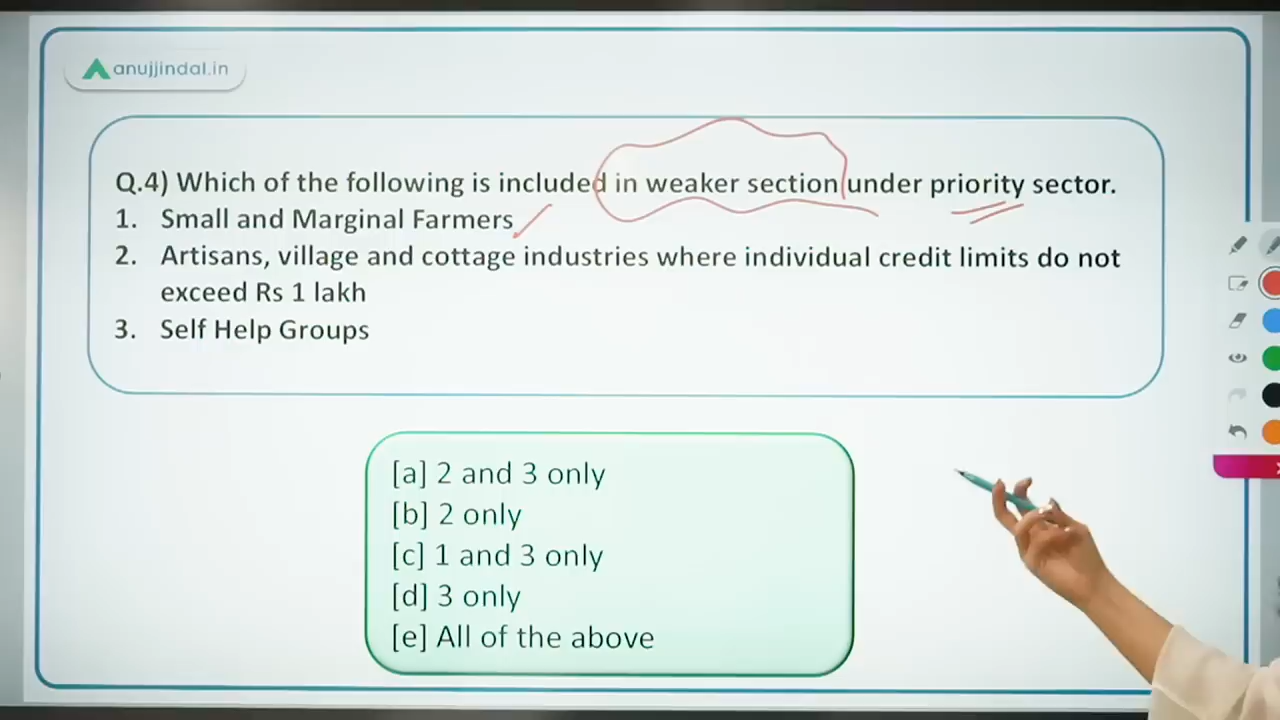 anujjindal.in
Q.4) Which of the following is included in weaker section under priority sector.
1. Small and Marginal Farmers
2. Artisans, village and cottage industries where individual credit limits do not
exceed Rs 1 lakh
3. Self Help Groups
[a] 2 and 3 only
[b] 2 only
[c] 1 and 3 only
[d] 3 only
[e] All of the above